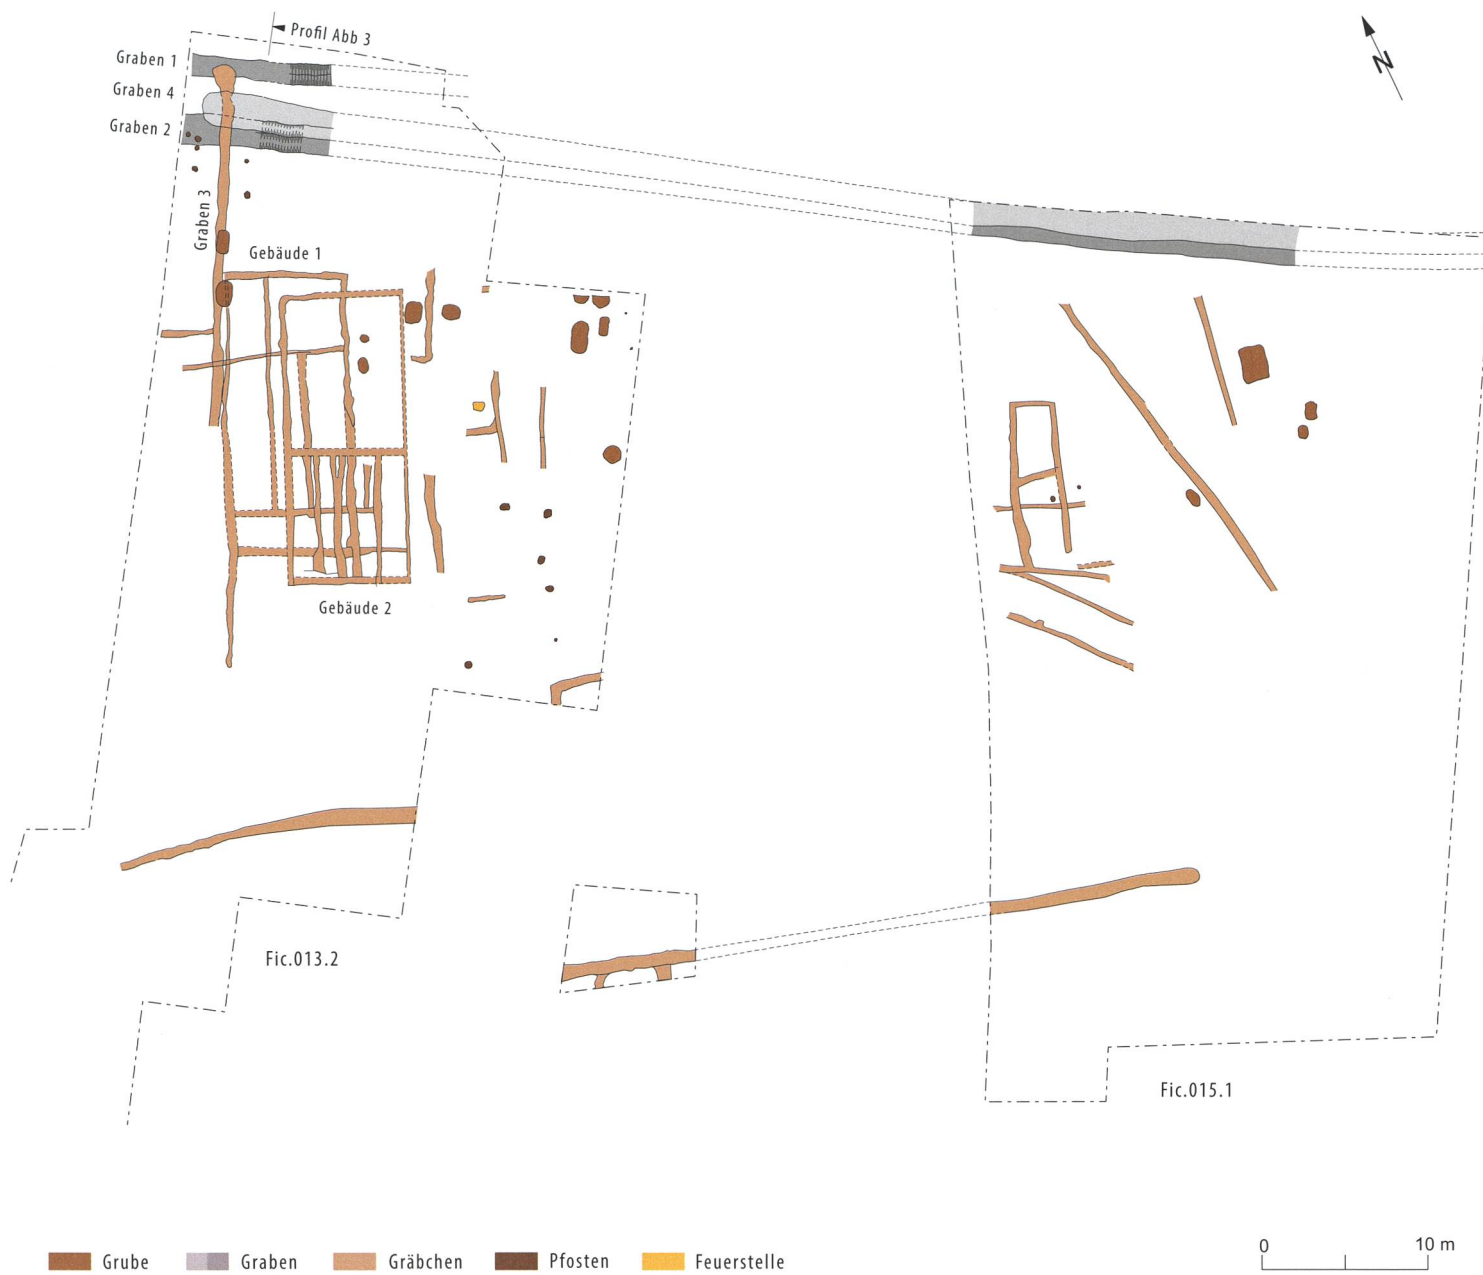 Profil Abb 3
Graben 1
Graben 4
Graben 2
N
Graben 3
Gebäude 1
Gebäude 2
Fic.013.2
Fic.015.1
Grube
Graben
Gräbchen
Pfosten
Feuerstelle
0
10 m